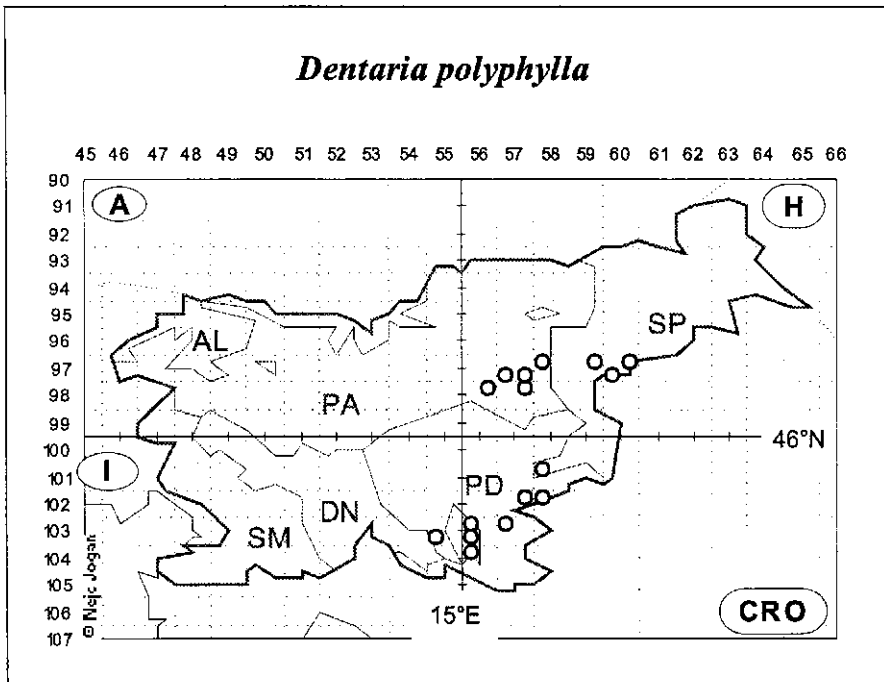 Dentaria polyphylla
45 46 47 48 49 50 51 52 53 54 55 56 57 58 59 60 61 62 63 64 65 66
90
A
H
91
92
93
94
95
SP
AL
96
97
98
PA
99
46°N
100
I
101
PD
102
DN
103
SM
104
105
15°E
CRO
106
107
© Nejc Jogan